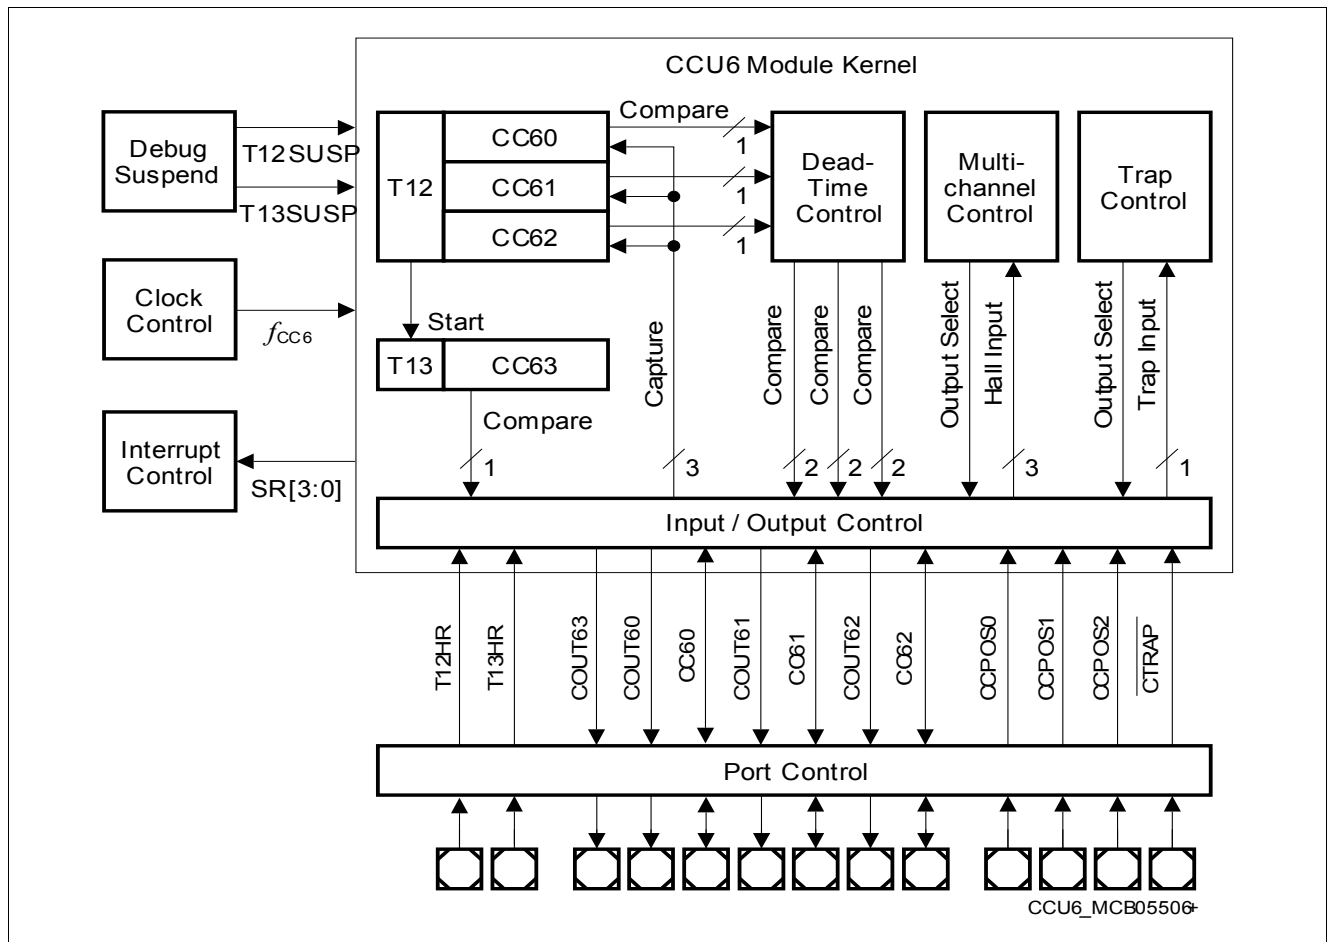 CCU6 Module Kernel
Debug
Suspend
T12SUSP
T13SUSP
Clock
Control
fCC6
Interrupt
Control
SR[3:0]
T12
CC60
CC61
CC62
Compare
1
1
1
Dead-
Time
Control
Multi-
channel
Control
Trap
Control
Start
T13
CC63
Compare
1
Capture
3
Compare
2
Compare
2
Compare
2
Output Select
Hall Input
3
Output Select
Trap Input
1
Input / Output Control
T12HR
T13HR
COUT63
COUT60
CC60
COUT61
CC61
COUT62
CC62
CCPOS0
CCPOS1
CCPOS2
CTRAP
Port Control
CCU6_MCB05506+